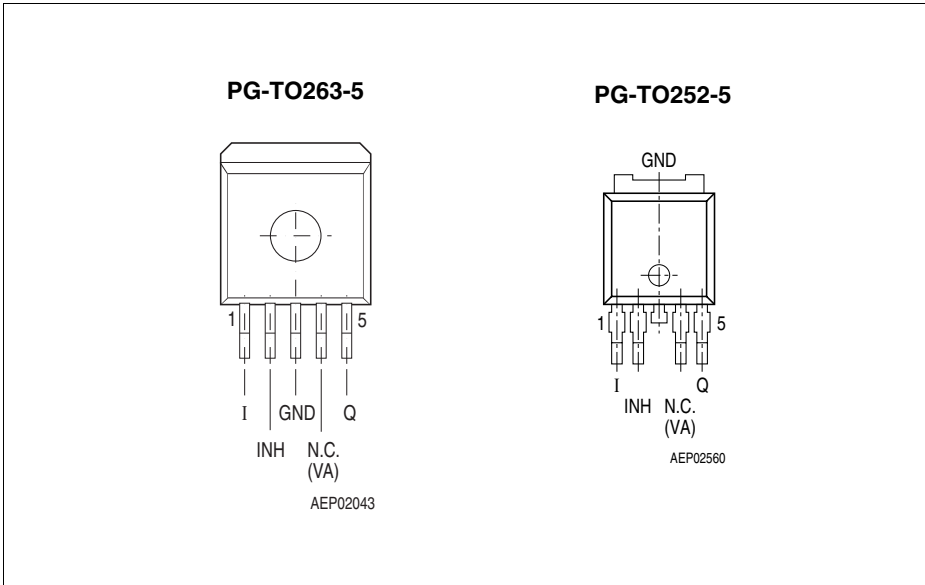 PG-TO263-5
1 5
I GND Q
INH N.C.
(VA)
AEP02043
PG-TO252-5
GND
1 5
I Q
INH N.C.
(VA)
AEP02560